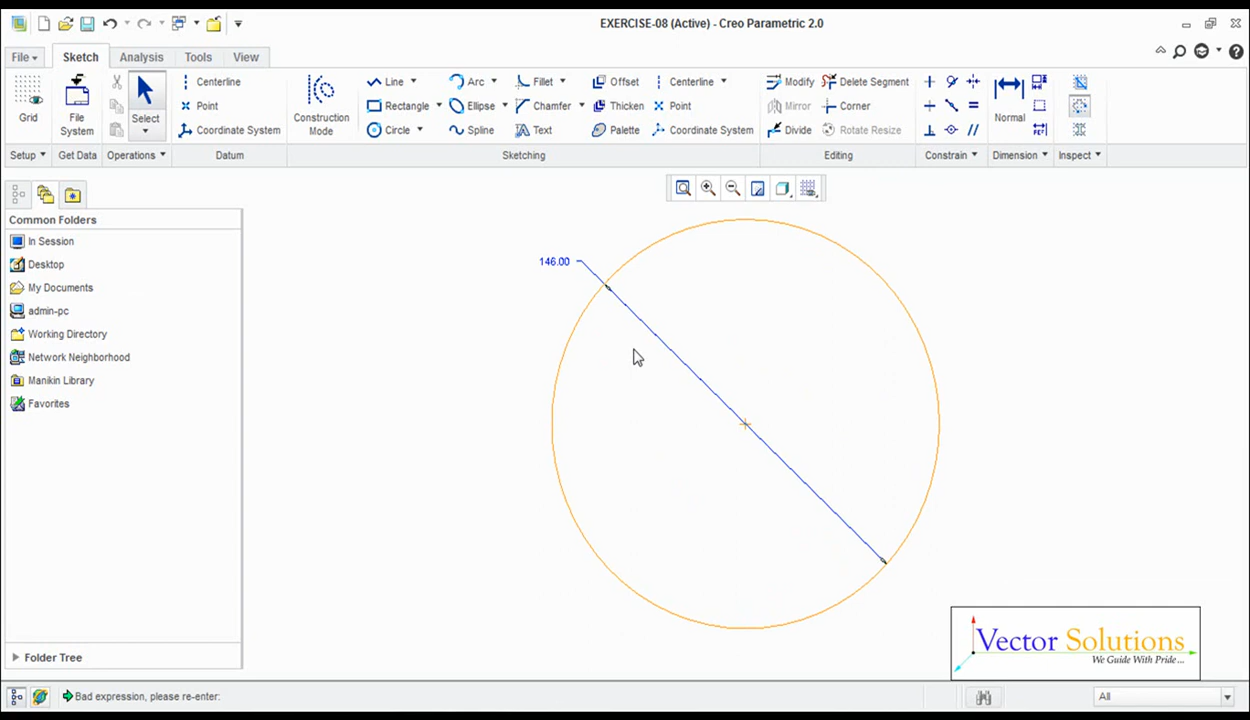 EXERCISE-08 (Active) - Creo Parametric 2.0
File Sketch Analysis Tools View
Grid
File System
Select
Centerline
Point
Coordinate System
Construction Mode
Line Arc Fillet Offset Centerline
Rectangle Ellipse Chamfer Thicken Point
Circle Spline Text Palette Coordinate System
Modify Delete Segment
Mirror Corner
Divide Rotate Resize
Normal
Setup Get Data Operations Datum Sketching Editing Constrain Dimension Inspect
Common Folders
In Session
Desktop
My Documents
admin-pc
Working Directory
Network Neighborhood
Manikin Library
Favorites
146.00
Folder Tree
Vector Solutions
We Guide With Pride...
Bad expression, please re-enter:
All